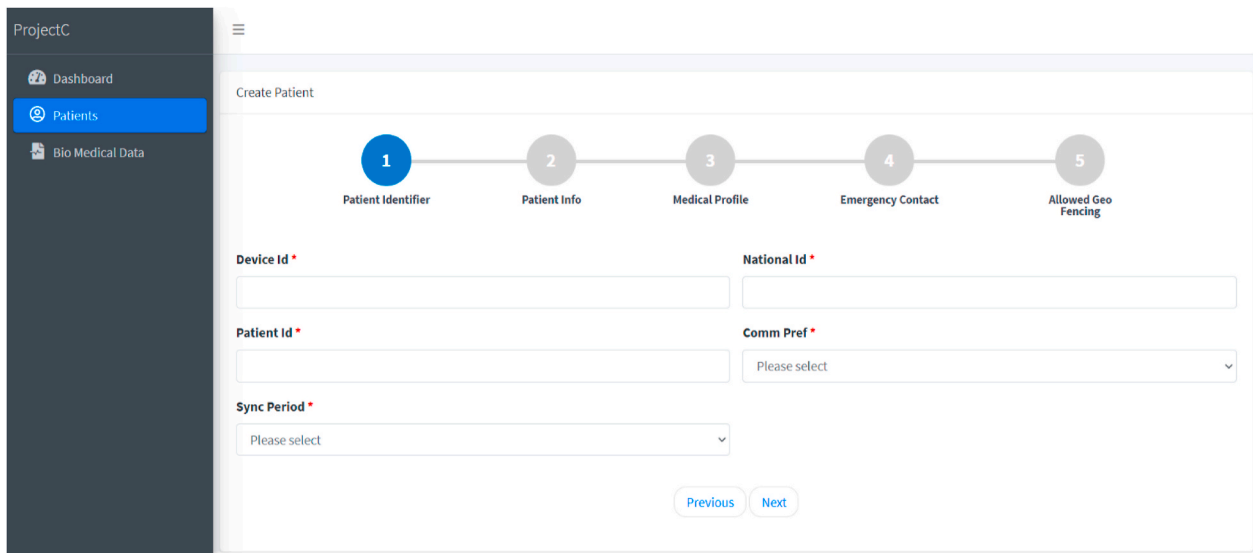 ProjectC
Dashboard
Patients
Bio Medical Data
Create Patient
1
2
3
4
5
Patient Identifier
Patient Info
Medical Profile
Emergency Contact
Allowed Geo
Fencing
Device Id *
National Id *
Patient Id *
Comm Pref *
Please select
Sync Period *
Please select
Previous
Next